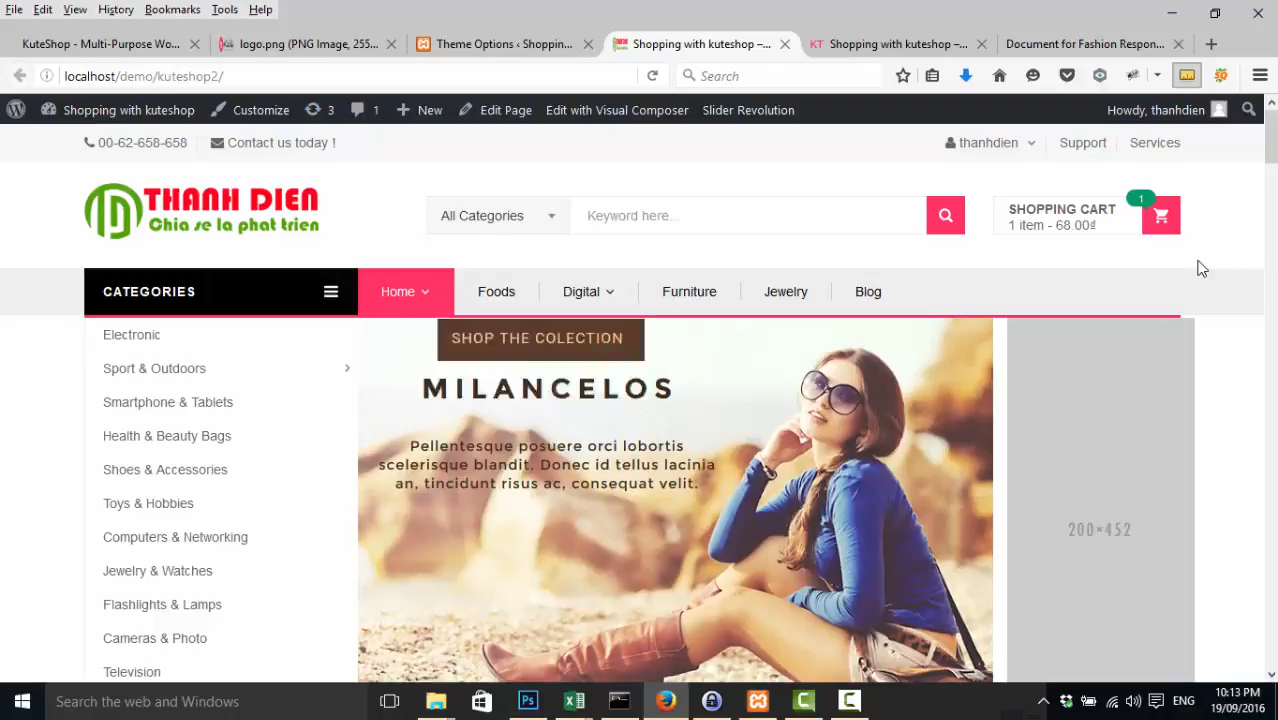 File Edit View History Bookmarks Tools Help
KuteShop - Multi-Purpose Wo...
logo.png (PNG Image, 255...
Theme Options ‹ Shoppin...
Shopping with kuteshop –...
KT Shopping with kuteshop –...
Document for Fashion Respon...
localhost/demo/kuteshop2/
Search
Shopping with kuteshop Customize 3 1 New Edit Page Edit with Visual Composer Slider Revolution Howdy, thanhdien
00-62-658-658 Contact us today ! thanhdien Support Services
THANH DIEN
Chia se la phat trien
All Categories Keyword here...
SHOPPING CART 1
1 item - 68.00₫
CATEGORIES Home Foods Digital Furniture Jewelry Blog
Electronic
Sport & Outdoors
Smartphone & Tablets
Health & Beauty Bags
Shoes & Accessories
Toys & Hobbies
Computers & Networking
Jewelry & Watches
Flashlights & Lamps
Cameras & Photo
Television
SHOP THE COLECTION
MILANCELOS
Pellentesque posuere orci lobortis
scelerisque blandit. Donec id tellus lacinia
an, tincidunt risus ac, consequat velit.
200×452
Search the web and Windows
Ps
ENG
10:13 PM
19/09/2016